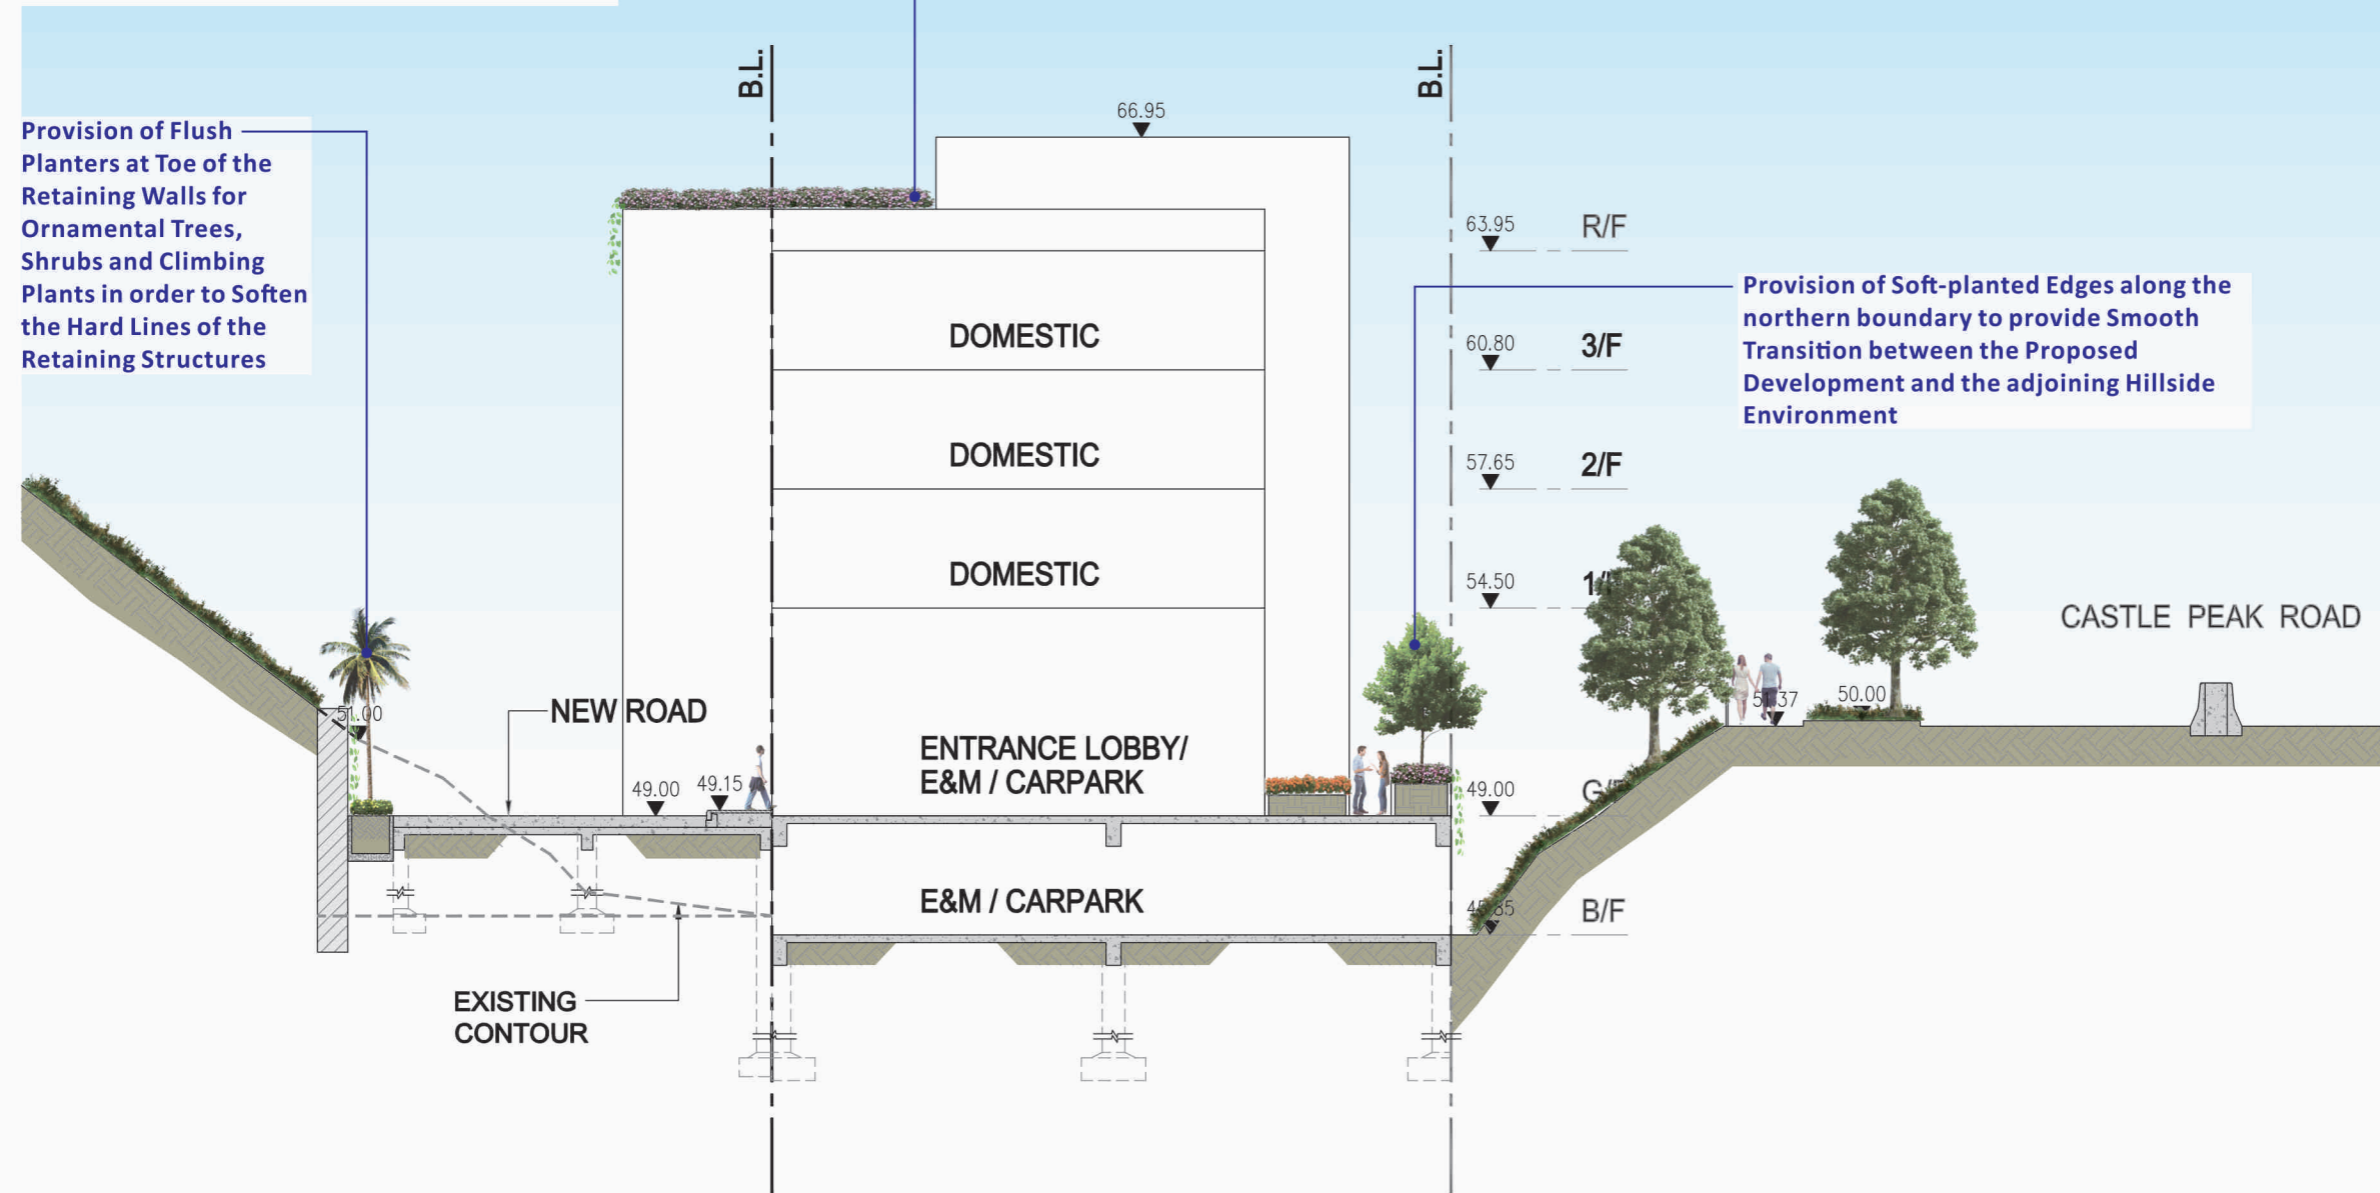 B.L.
B.L.
66.95
Provision of Flush
Planters at Toe of the
Retaining Walls for
Ornamental Trees,
Shrubs and Climbing
Plants in order to Soften
the Hard Lines of the
Retaining Structures
63.95 R/F
Provision of Soft-planted Edges along the
northern boundary to provide Smooth
Transition between the Proposed
Development and the adjoining Hillside
Environment
DOMESTIC
60.80 3/F
DOMESTIC
57.65 2/F
DOMESTIC
54.50
CASTLE PEAK ROAD
51.00
NEW ROAD
50.00
ENTRANCE LOBBY/
E&M / CARPARK
49.00
49.15
49.00
E&M / CARPARK
B/F
EXISTING
CONTOUR